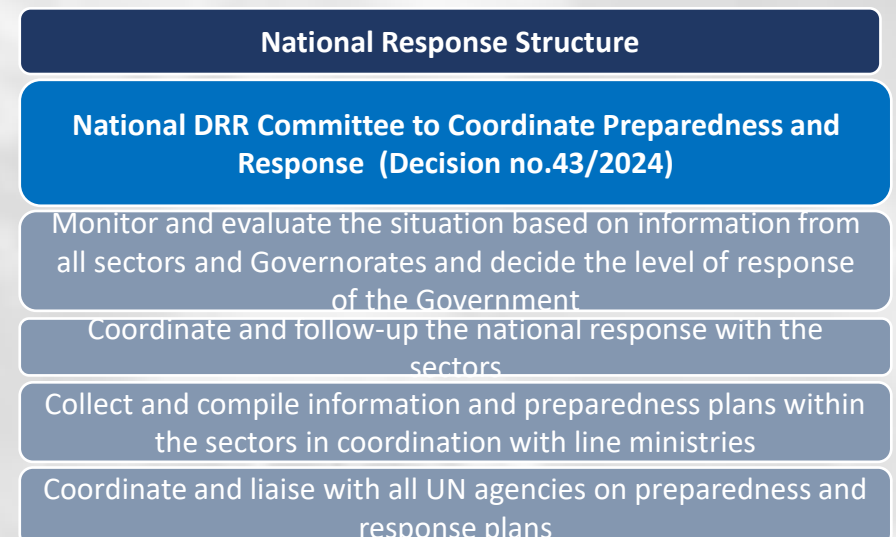 National Response Structure
National DRR Committee to Coordinate Preparedness and
Response (Decision no.43/2024)
Monitor and evaluate the situation based on information from
all sectors and Governorates and decide the level of response
of the Government
Coordinate and follow-up the national response with the
sectors
Collect and compile information and preparedness plans within
the sectors in coordination with line ministries
Coordinate and liaise with all UN agencies on preparedness and
response plans